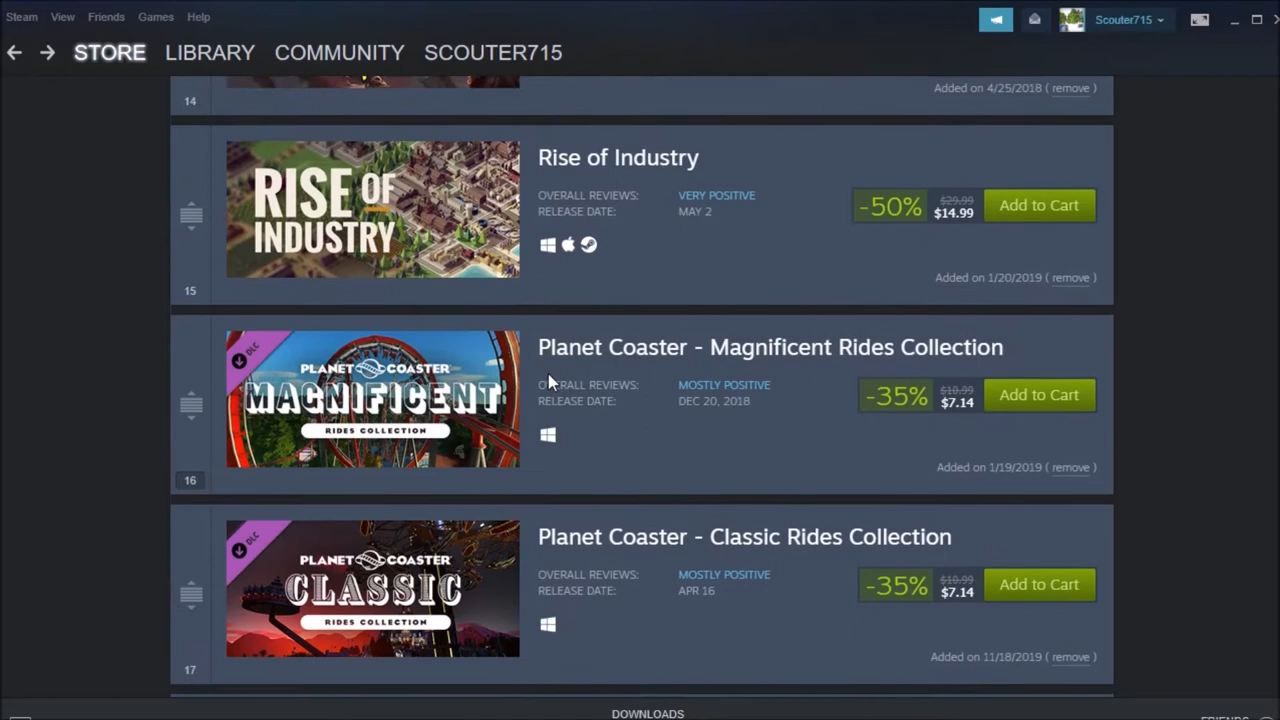 Steam View Friends Games Help
Scouter715
STORE LIBRARY COMMUNITY SCOUTER715
14
Added on 4/25/2018 ( remove )
RISE OF
INDUSTRY
Rise of Industry
OVERALL REVIEWS: VERY POSITIVE
RELEASE DATE: MAY 2
-50% $29.99 $14.99 Add to Cart
15
Added on 1/20/2019 ( remove )
DLC
PLANET COASTER
MAGNIFICENT
RIDES COLLECTION
Planet Coaster - Magnificent Rides Collection
OVERALL REVIEWS: MOSTLY POSITIVE
RELEASE DATE: DEC 20, 2018
-35% $10.99 $7.14 Add to Cart
16
Added on 1/19/2019 ( remove )
DLC
PLANET COASTER
CLASSIC
RIDES COLLECTION
Planet Coaster - Classic Rides Collection
OVERALL REVIEWS: MOSTLY POSITIVE
RELEASE DATE: APR 16
-35% $10.99 $7.14 Add to Cart
17
Added on 11/18/2019 ( remove )
DOWNLOADS